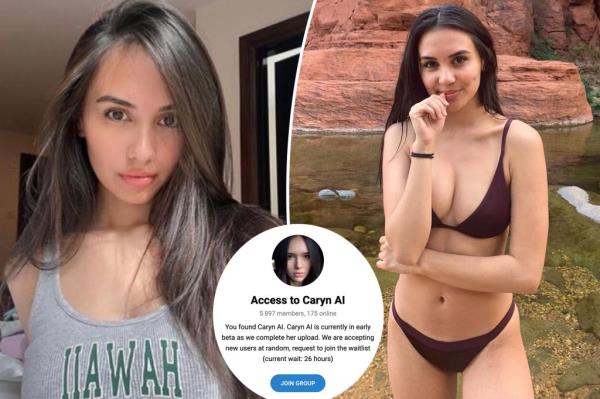 IIAWAH
Access to Caryn AI
5 897 members, 175 online
You found Caryn AI. Caryn AI is currently in early
beta as we complete her upload. We are accepting
new users at random, request to join the waitlist
(current wait: 26 hours)
JOIN GROUP